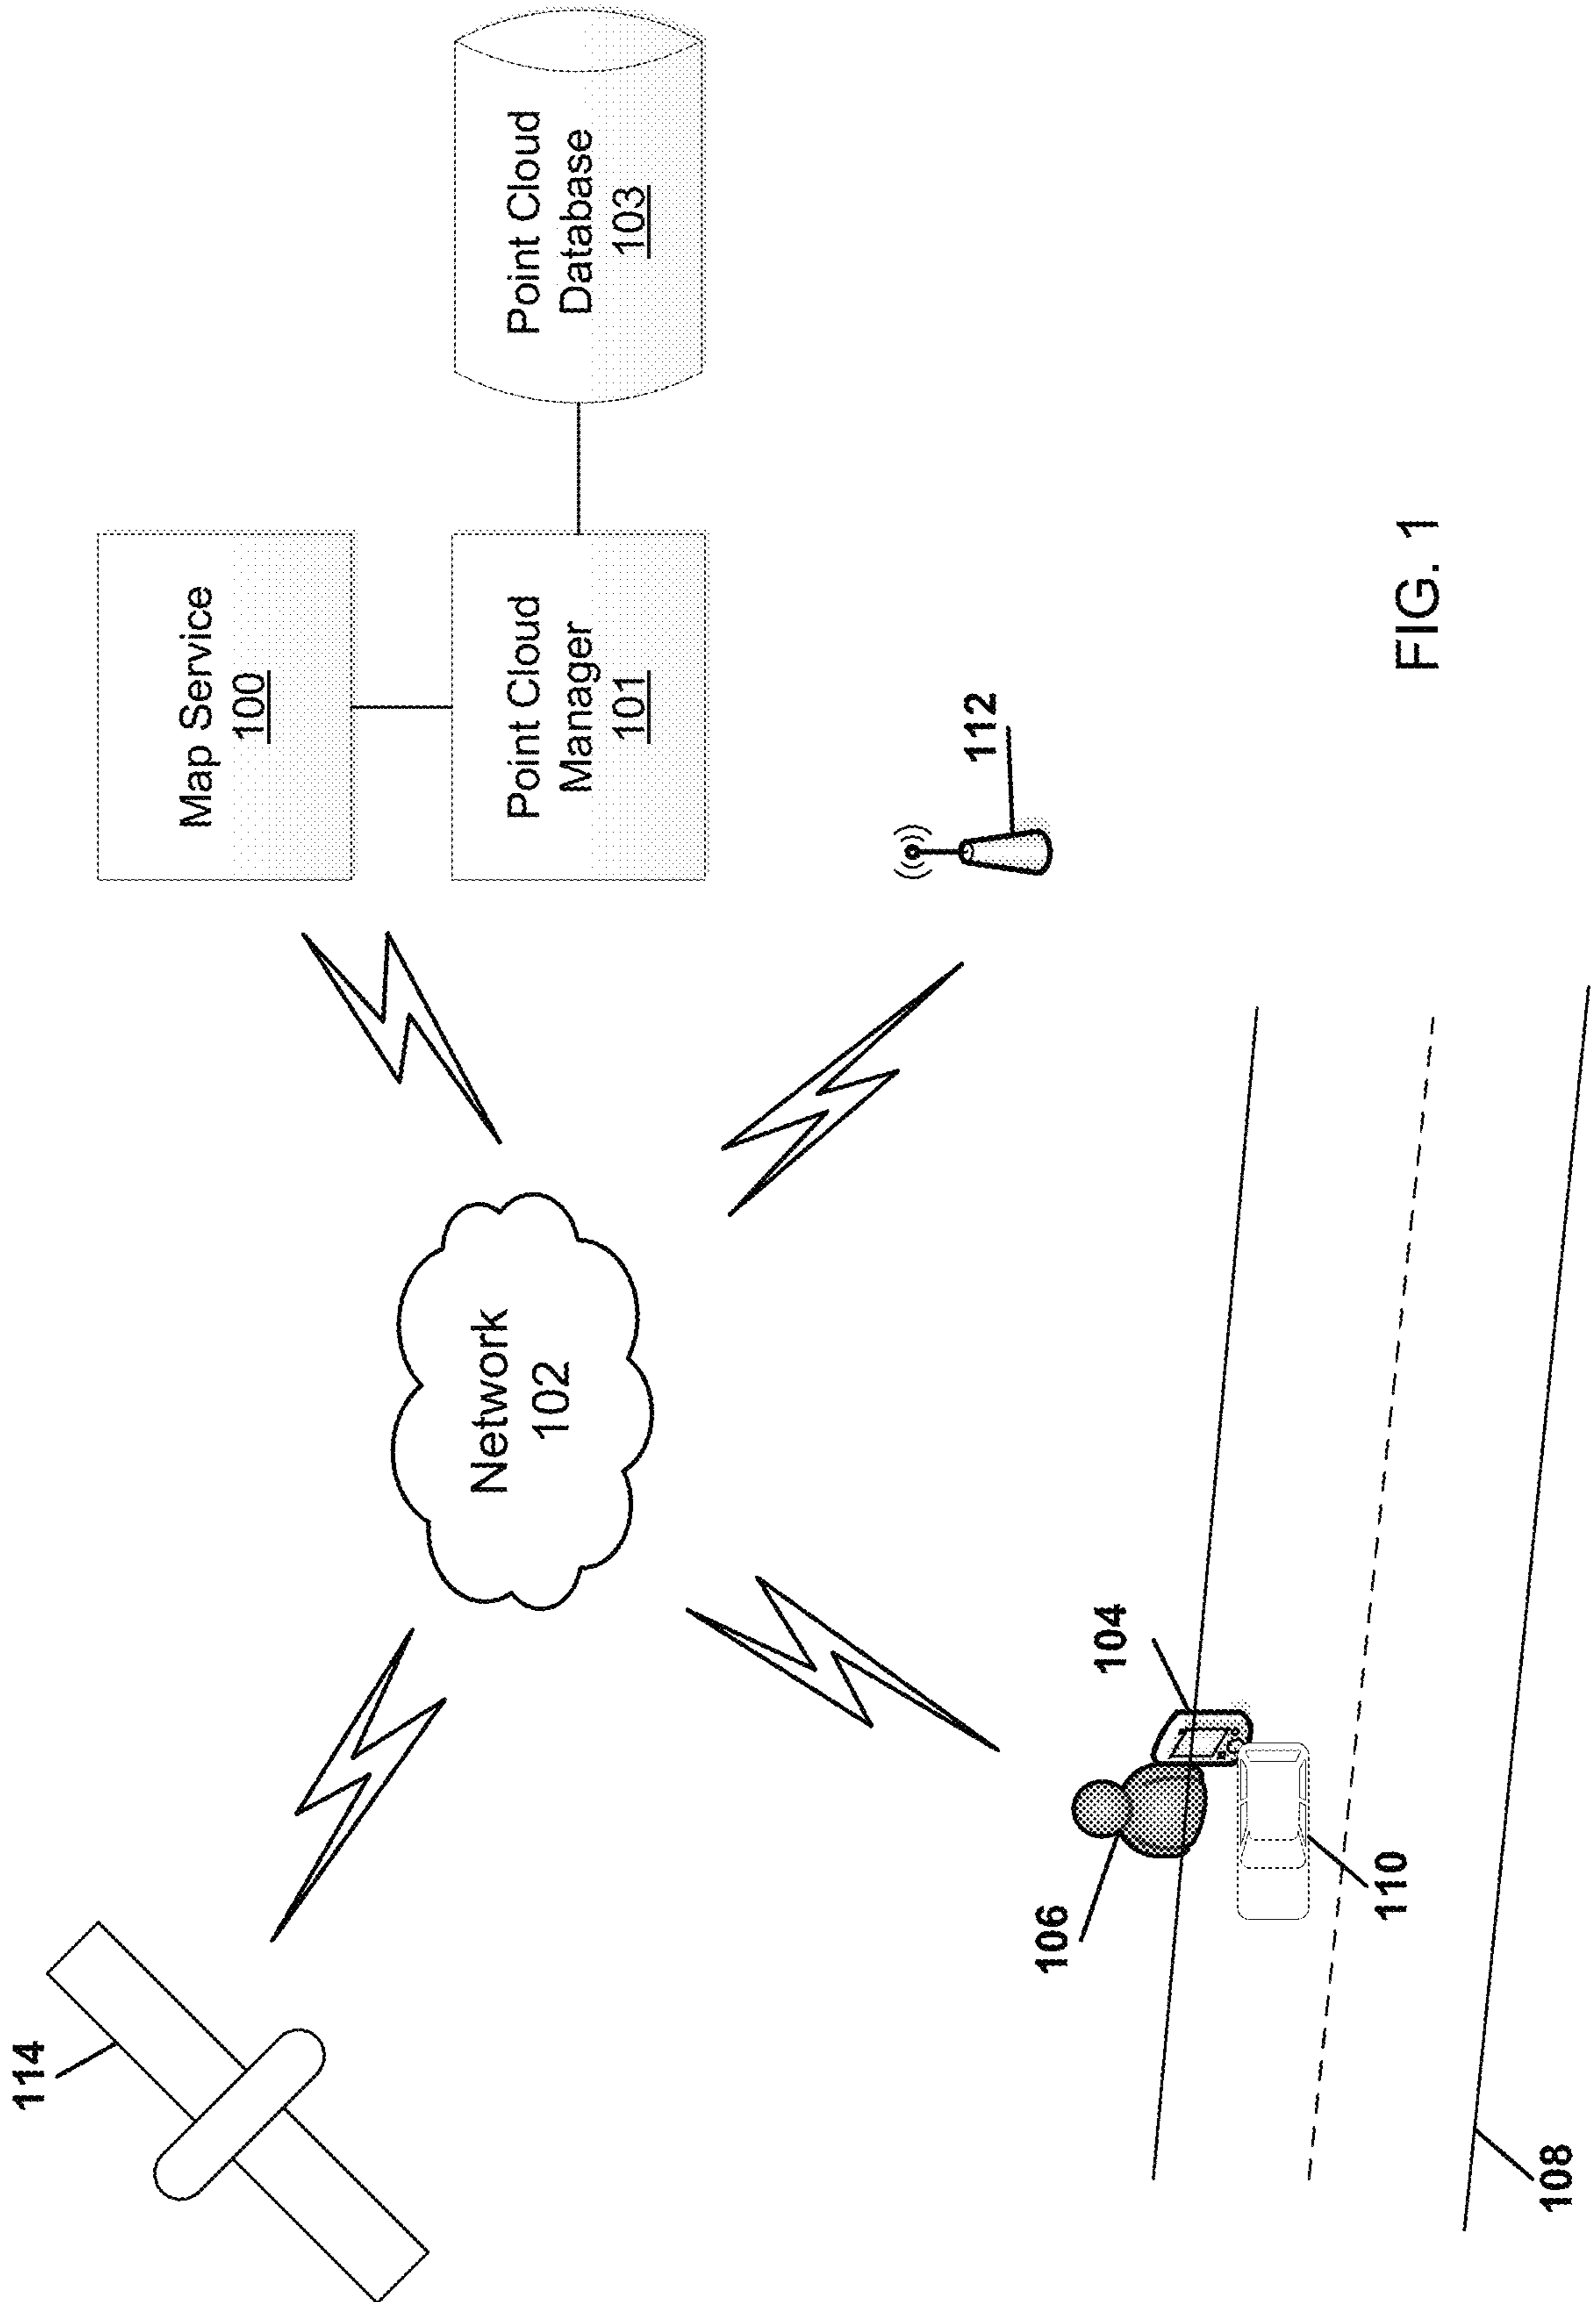 114
Map Service
100
Network
102
Point Cloud
Manager
101
Point Cloud
Database
103
112
106
104
110
108
FIG. 1